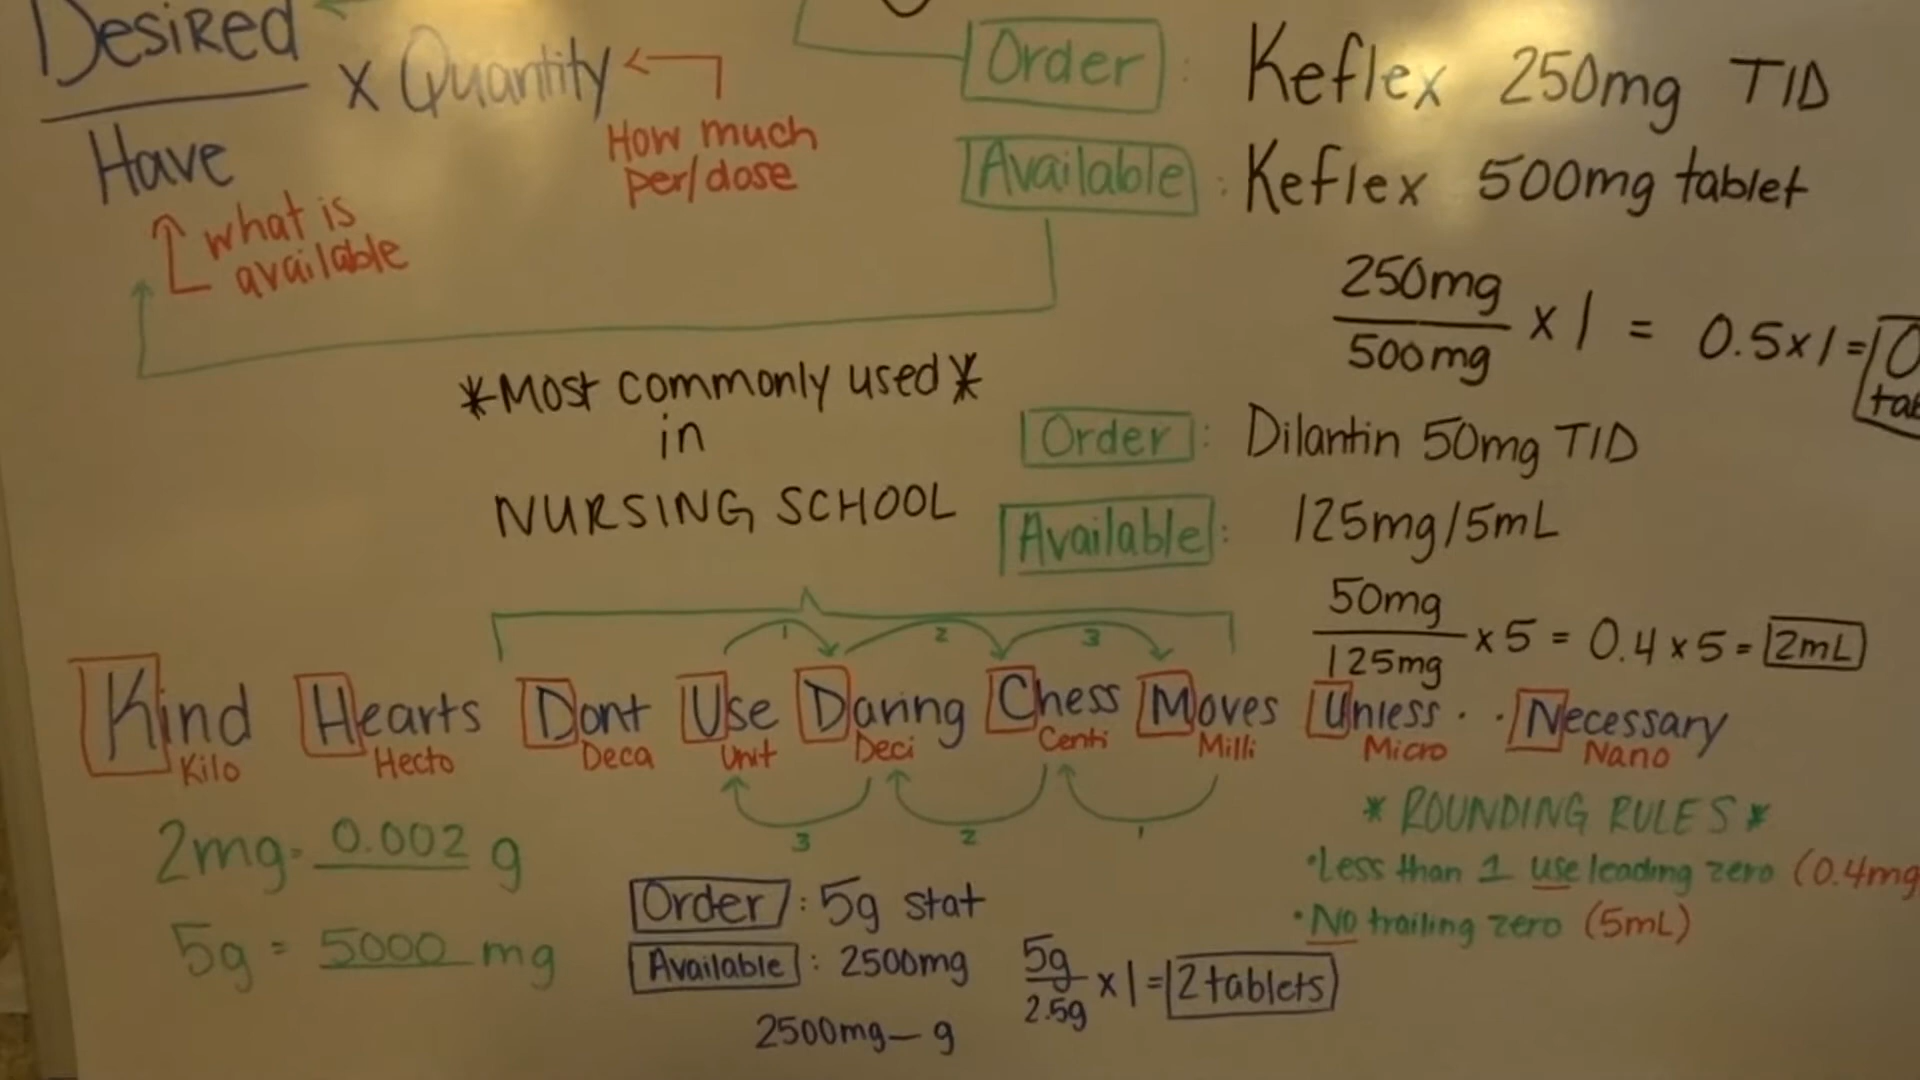 Desired
x Quantity
Have
How much
per/dose
what is
available
Order : Keflex 250mg TID
Available : Keflex 500mg tablet
250mg
500mg
x 1 = 0.5x1=
*Most commonly used*
in
NURSING SCHOOL
Order : Dilantin 50mg TID
Available : 125mg/5mL
50mg
125mg
x 5 = 0.4 x 5 = 2mL
1 2 3
Kind Hearts Dont Use Daring Chess Moves Unless . . Necessary
Kilo Hecto Deca Unit Deci Centi Milli Micro Nano
3 2 1
2mg = 0.002 g
5g = 5000 mg
Order : 5g stat
Available : 2500mg
2500mg_ g
5g
2.5g
x 1 = 2 tablets
* ROUNDING RULES *
•Less than 1 use leading zero (0.4mg
•No trailing zero (5mL)